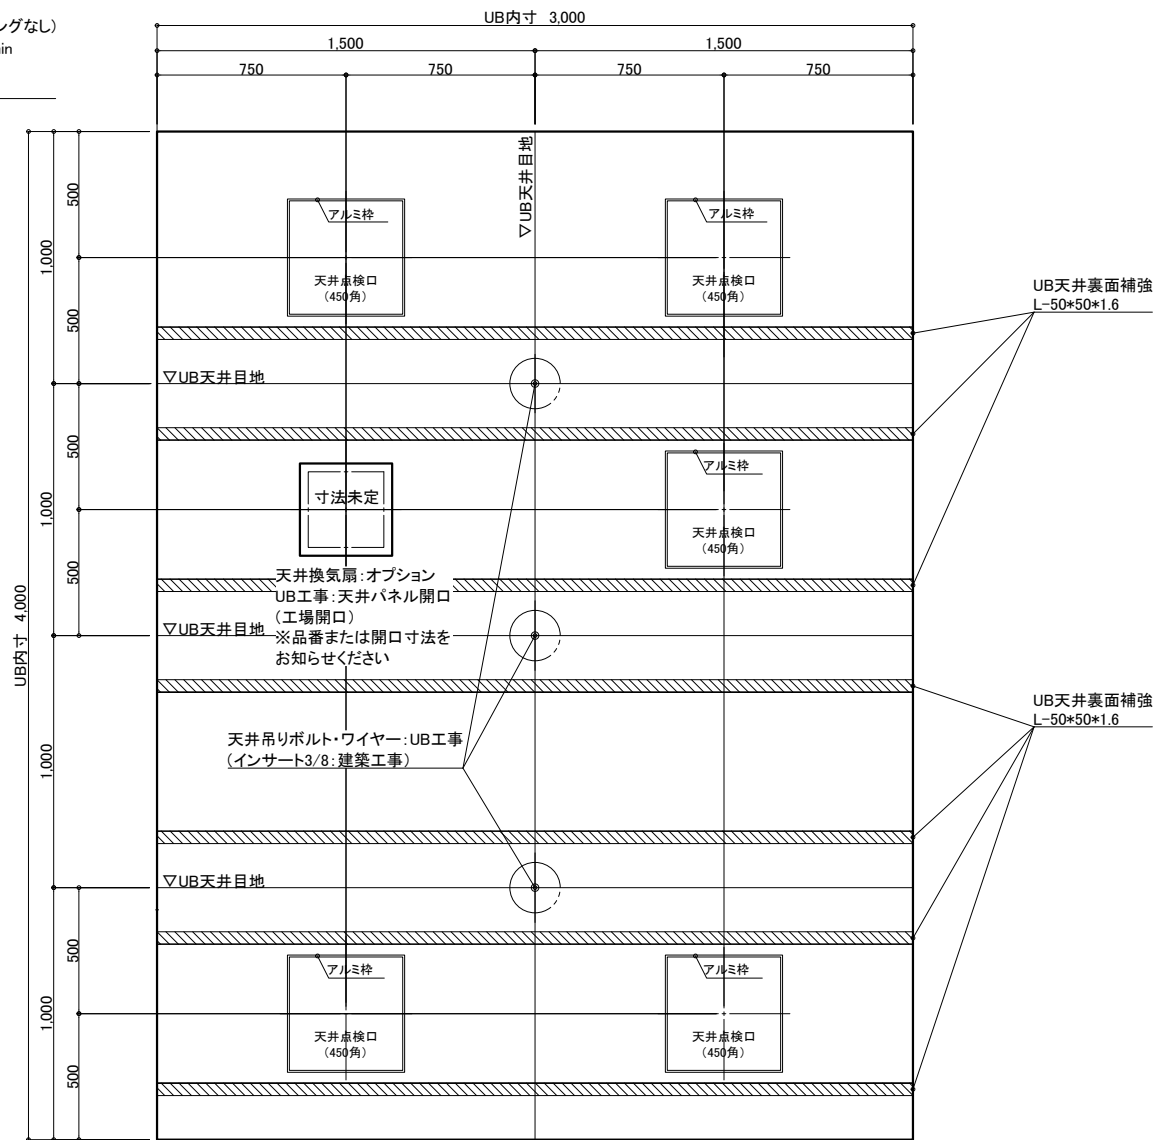 ングなし)
in
UB内寸 3,000
1,500
1,500
750
750
750
750
UB内寸 4,000
1,000
500
500
▽UB天井目地
アルミ枠
天井点検口
(450角)
アルミ枠
天井点検口
(450角)
UB天井裏面補強
L-50*50*1.6
▽UB天井目地
1,000
500
500
寸法未定
アルミ枠
天井点検口
(450角)
天井換気扇:オプション
UB工事:天井パネル開口
(工場開口)
※品番または開口寸法を
お知らせください
▽UB天井目地
UB天井裏面補強
L-50*50*1.6
1,000
天井吊りボルト・ワイヤー:UB工事
(インサート3/8:建築工事)
▽UB天井目地
1,000
500
500
アルミ枠
天井点検口
(450角)
アルミ枠
天井点検口
(450角)